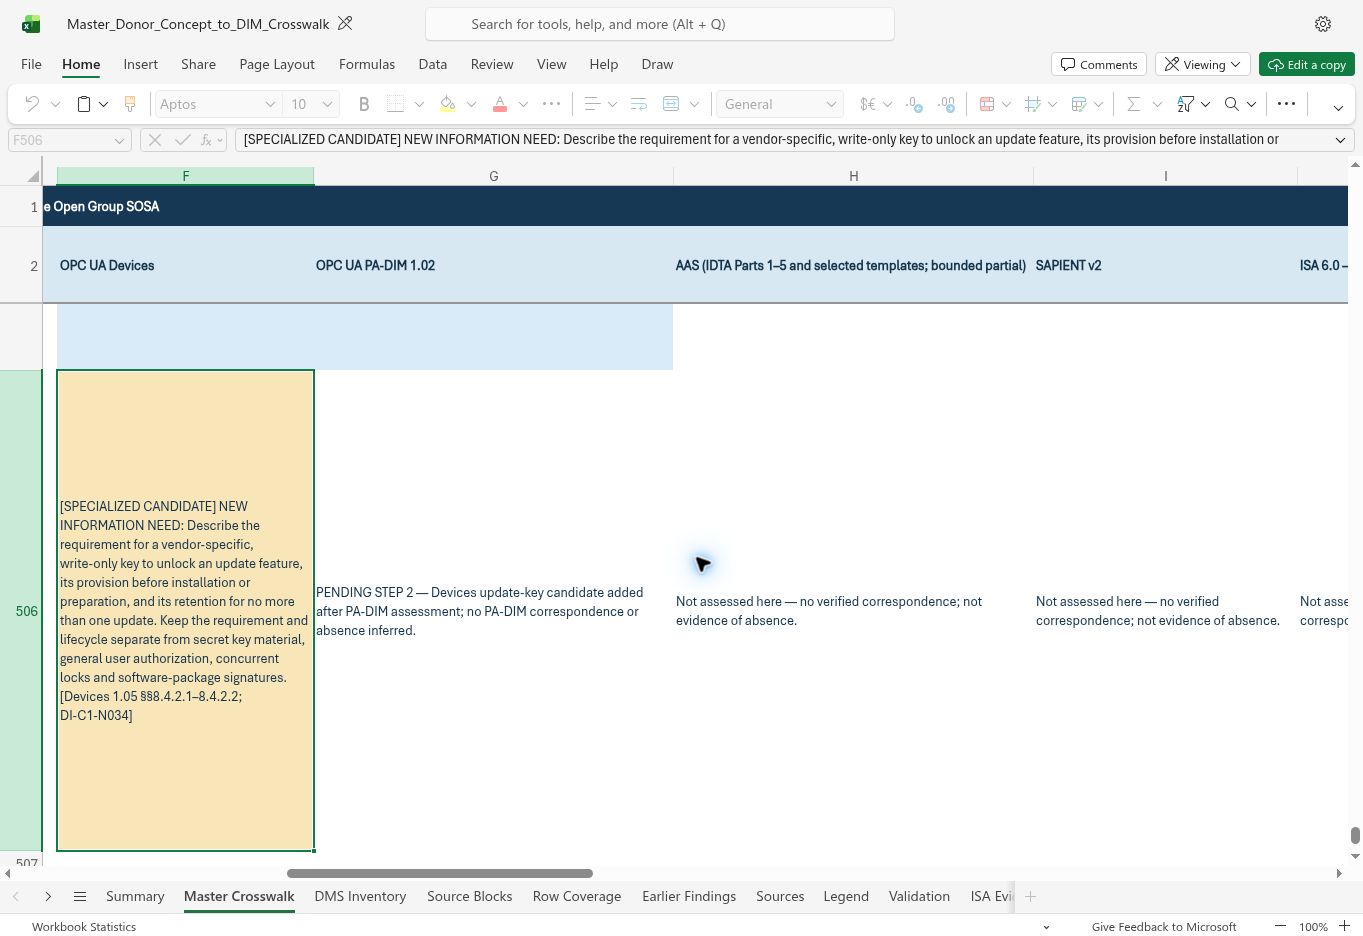 Master_Donor_Concept_to_DIM_Crosswalk
Search for tools, help, and more (Alt + Q)
File Home Insert Share Page Layout Formulas Data Review View Help Draw
Comments Viewing Edit a copy
Aptos 10 B A General $€
F506 fx [SPECIALIZED CANDIDATE] NEW INFORMATION NEED: Describe the requirement for a vendor-specific, write-only key to unlock an update feature, its provision before installation or
F G H I
1 e Open Group SOSA
2 OPC UA Devices OPC UA PA-DIM 1.02 AAS (IDTA Parts 1–5 and selected templates; bounded partial) SAPIENT v2 ISA 6.0 –
506
[SPECIALIZED CANDIDATE] NEW
INFORMATION NEED: Describe the
requirement for a vendor-specific,
write-only key to unlock an update feature,
its provision before installation or
preparation, and its retention for no more
than one update. Keep the requirement and
lifecycle separate from secret key material,
general user authorization, concurrent
locks and software-package signatures.
[Devices 1.05 §§8.4.2.1–8.4.2.2;
DI-C1-N034]
PENDING STEP 2 — Devices update-key candidate added
after PA-DIM assessment; no PA-DIM correspondence or
absence inferred.
Not assessed here — no verified correspondence; not
evidence of absence.
Not assessed here — no verified
correspondence; not evidence of absence.
Not asse
correspo
507
Summary Master Crosswalk DMS Inventory Source Blocks Row Coverage Earlier Findings Sources Legend Validation ISA Evi
Workbook Statistics Give Feedback to Microsoft 100%